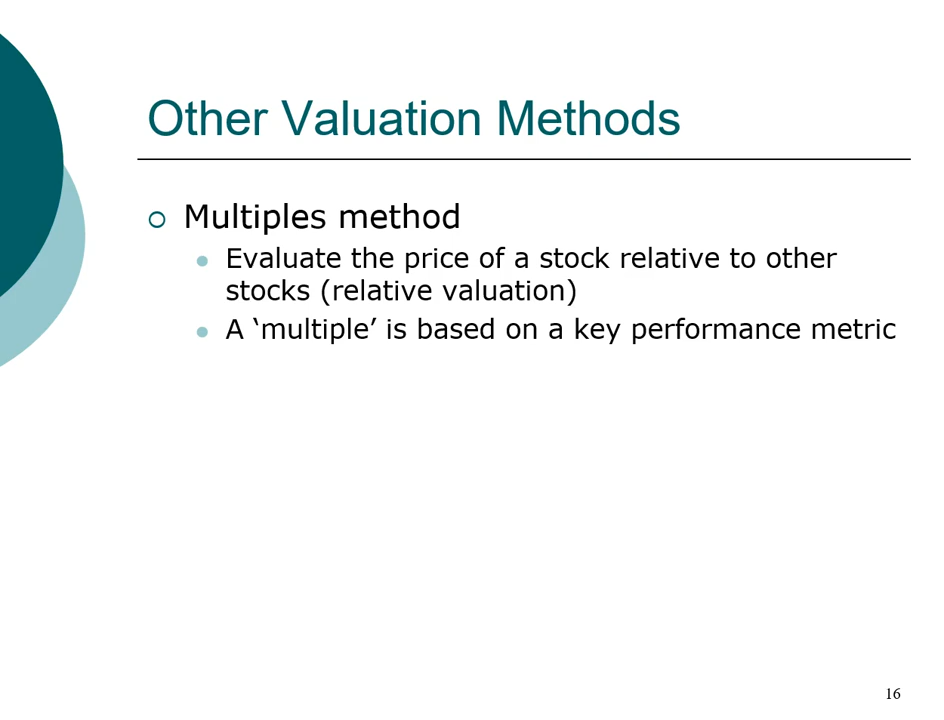 Other Valuation Methods
Multiples method
Evaluate the price of a stock relative to other
stocks (relative valuation)
A ‘multiple’ is based on a key performance metric
16